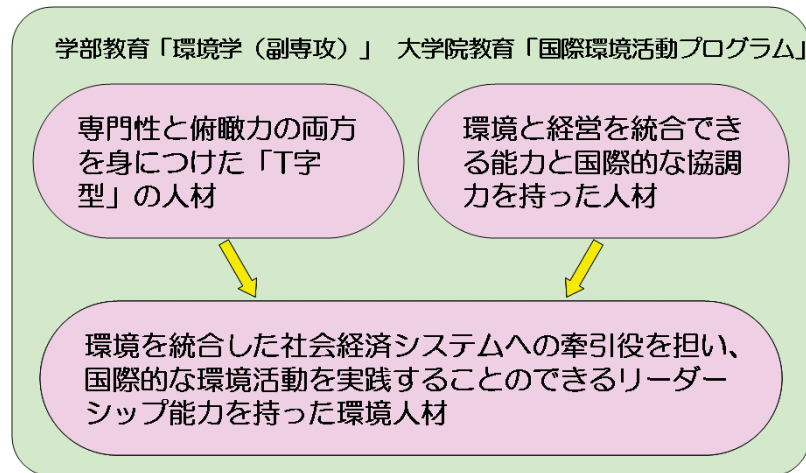 学部教育「環境学（副専攻）」 大学院教育「国際環境活動プログラム」
専門性と俯瞰力の両方
を身につけた「T字
型」の人材
環境と経営を統合でき
る能力と国際的な協調
力を持った人材
環境を統合した社会経済システムへの牽引役を担い、
国際的な環境活動を実践することのできるリーダー
シップ能力を持った環境人材